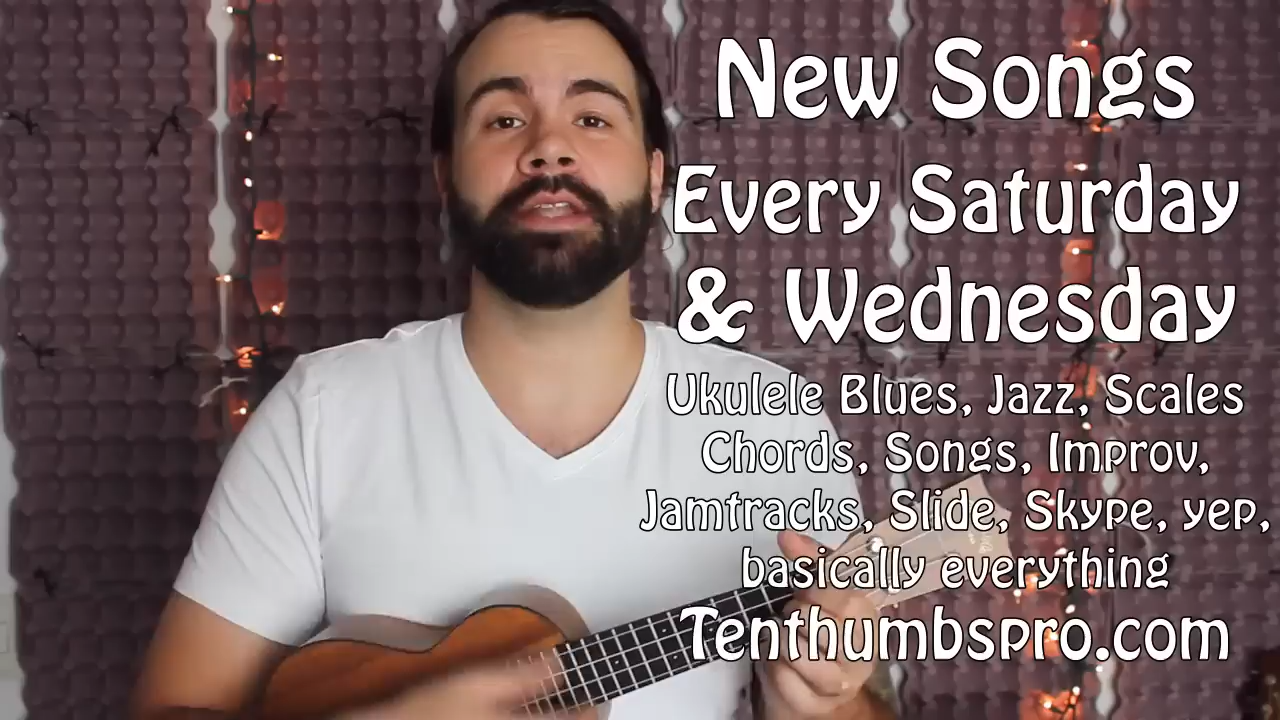 New Songs
Every Saturday
& Wednesday
Ukulele Blues, Jazz, Scales
Chords, Songs, Improv,
Jamtracks, Slide, Skype, yep,
basically everything
Tenthumbspro.com